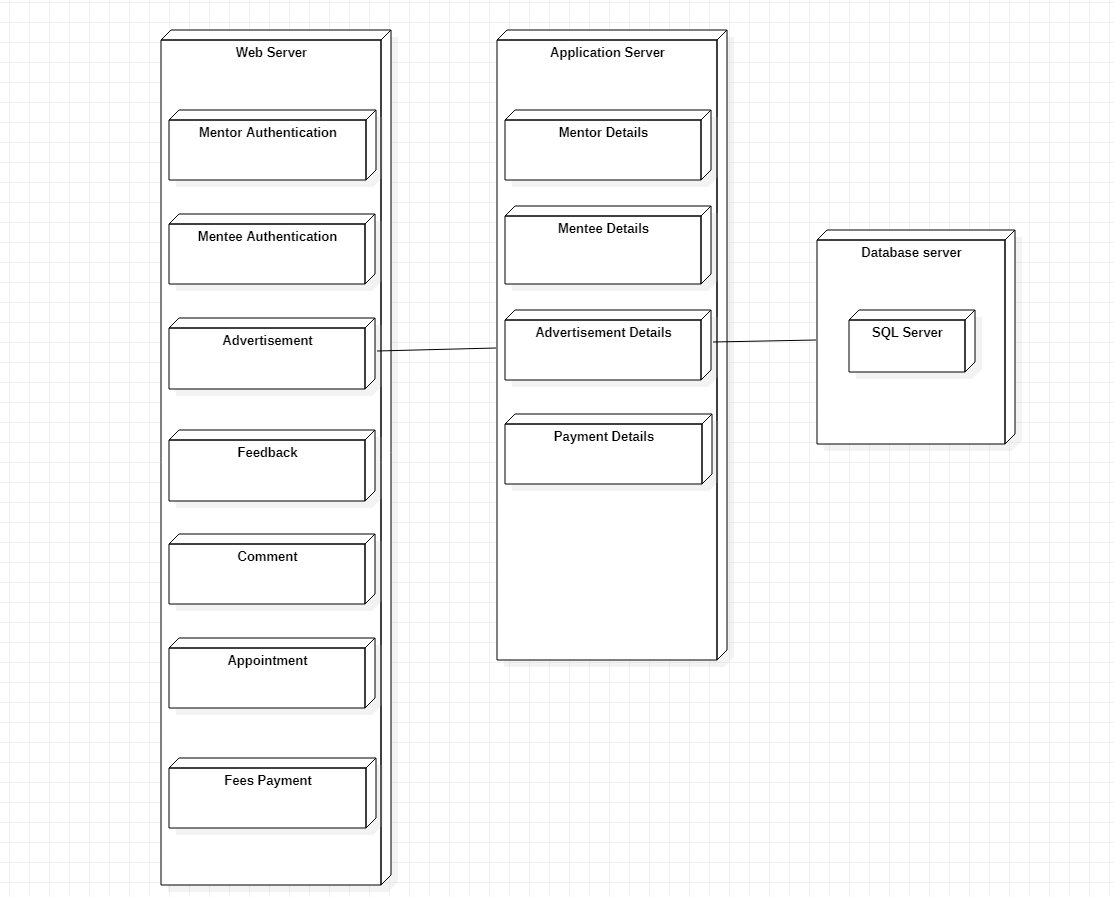 Web Server
Mentor Authentication
Mentee Authentication
Advertisement
Feedback
Comment
Appointment
Fees Payment
Application Server
Mentor Details
Mentee Details
Advertisement Details
Payment Details
Database server
SQL Server